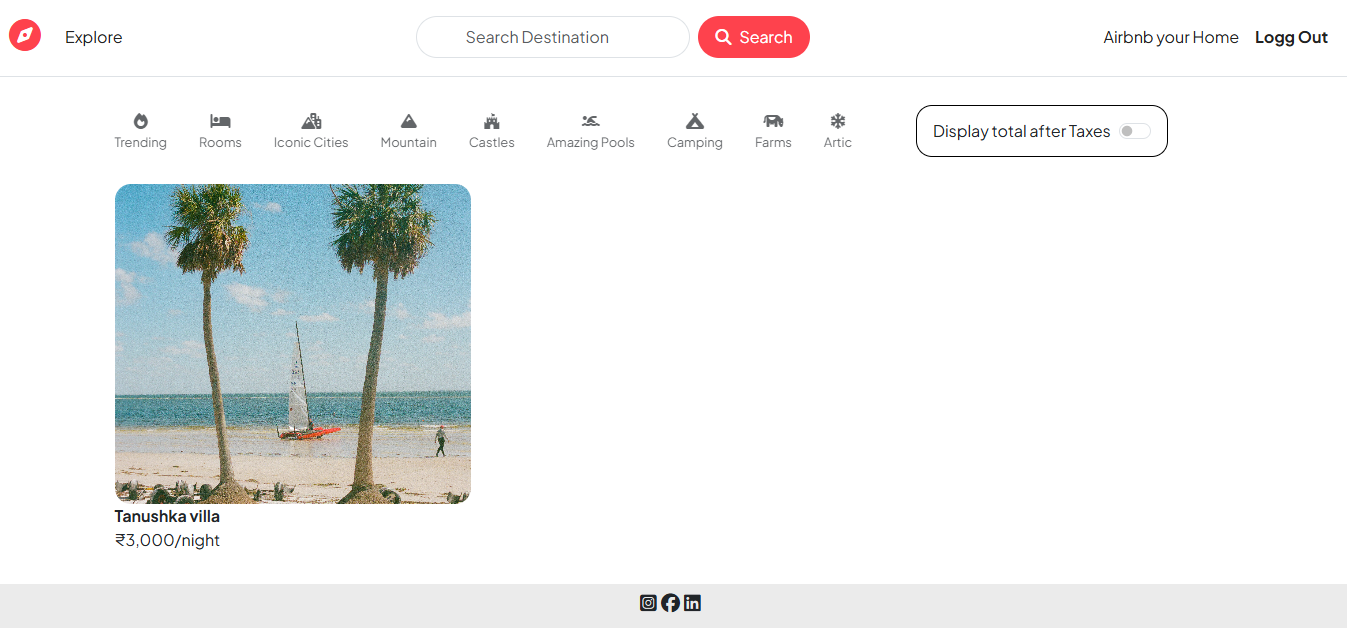 Explore
Search Destination
Search
Airbnb your Home
Logg Out
Trending
Rooms
Iconic Cities
Mountain
Castles
Amazing Pools
Camping
Farms
Artic
Display total after Taxes
Tanushka villa
₹3,000/night